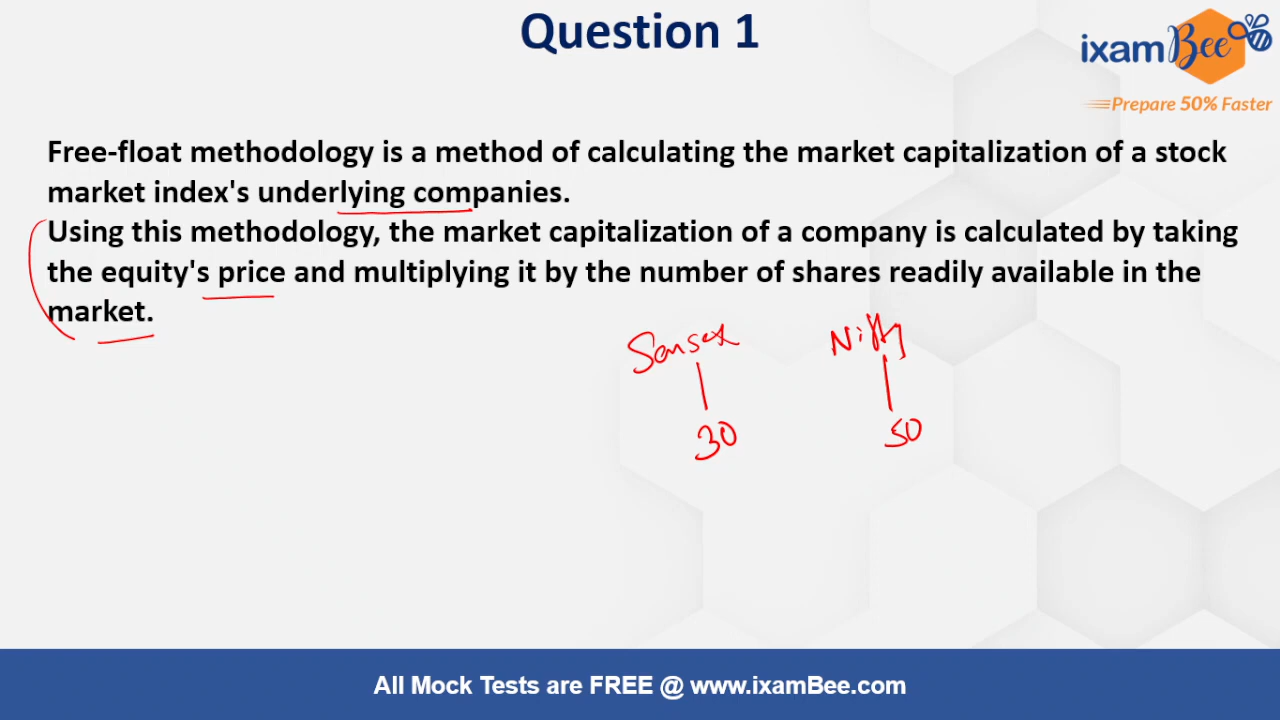 Question 1
ixamBee
Prepare 50% Faster
Free-float methodology is a method of calculating the market capitalization of a stock
market index's underlying companies.
Using this methodology, the market capitalization of a company is calculated by taking
the equity's price and multiplying it by the number of shares readily available in the
market.
Sensex Nifty
30 50
All Mock Tests are FREE @ www.ixamBee.com